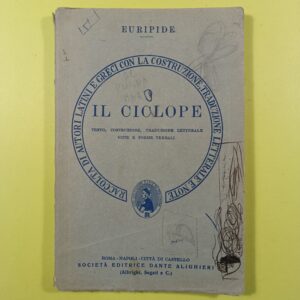 EURIPIDE
RACCOLTA DI AUTORI LATINI E GRECI CON LA COSTRUZIONE, TRADUZIONE LETTERALE E NOTE
IL CICLOPE
TESTO, COSTRUZIONE, TRADUZIONE LETTERALE
NOTE E FORME VERBALI
ROMA - NAPOLI - CITTÀ DI CASTELLO
SOCIETÀ EDITRICE DANTE ALIGHIERI
(Albrighi, Segati e C.)